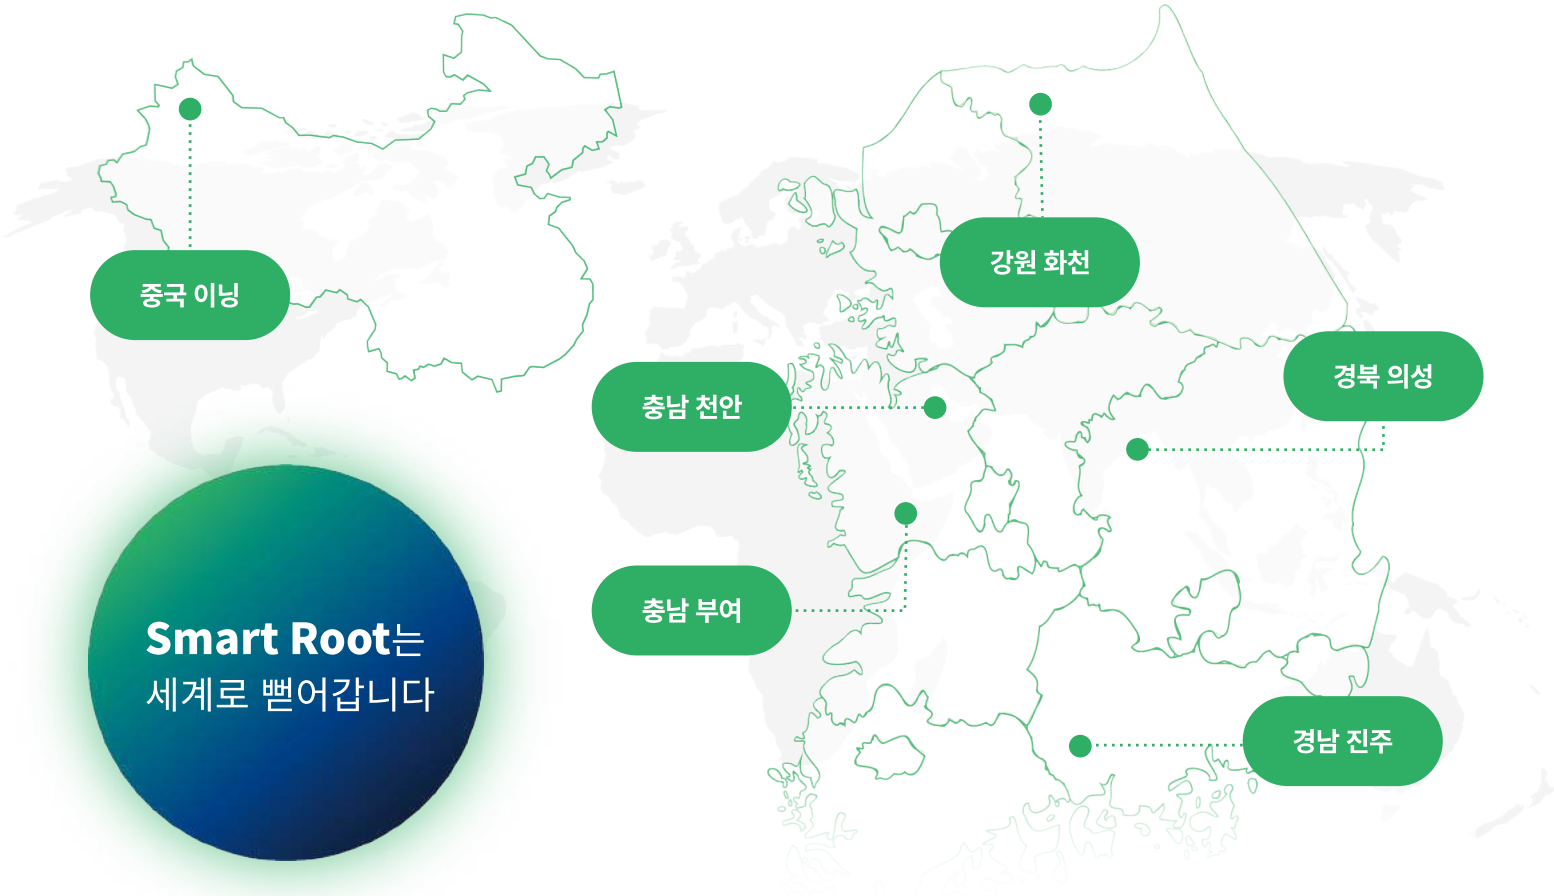 중국 이닝
강원 화천
경북 의성
충남 천안
충남 부여
경남 진주
Smart Root는
세계로 뻗어갑니다